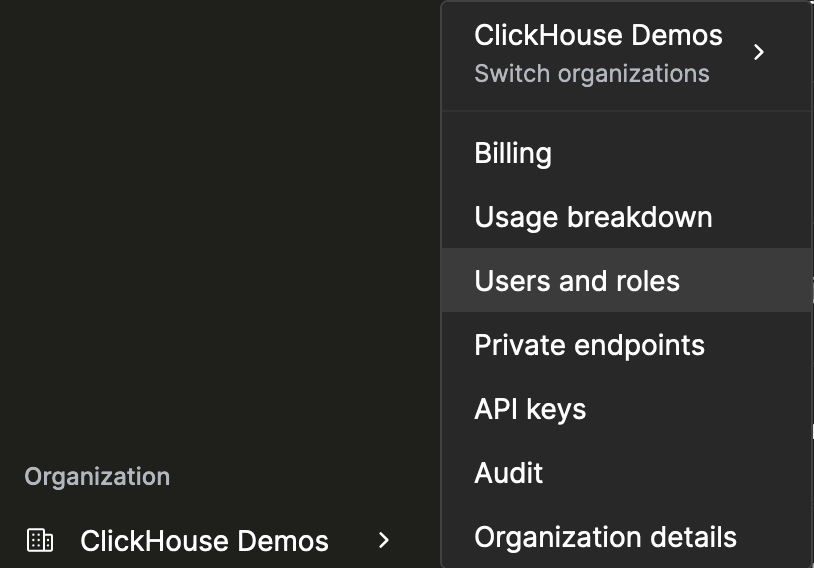 ClickHouse Demos
Switch organizations
Billing
Usage breakdown
Users and roles
Private endpoints
API keys
Audit
Organization details
Organization
ClickHouse Demos